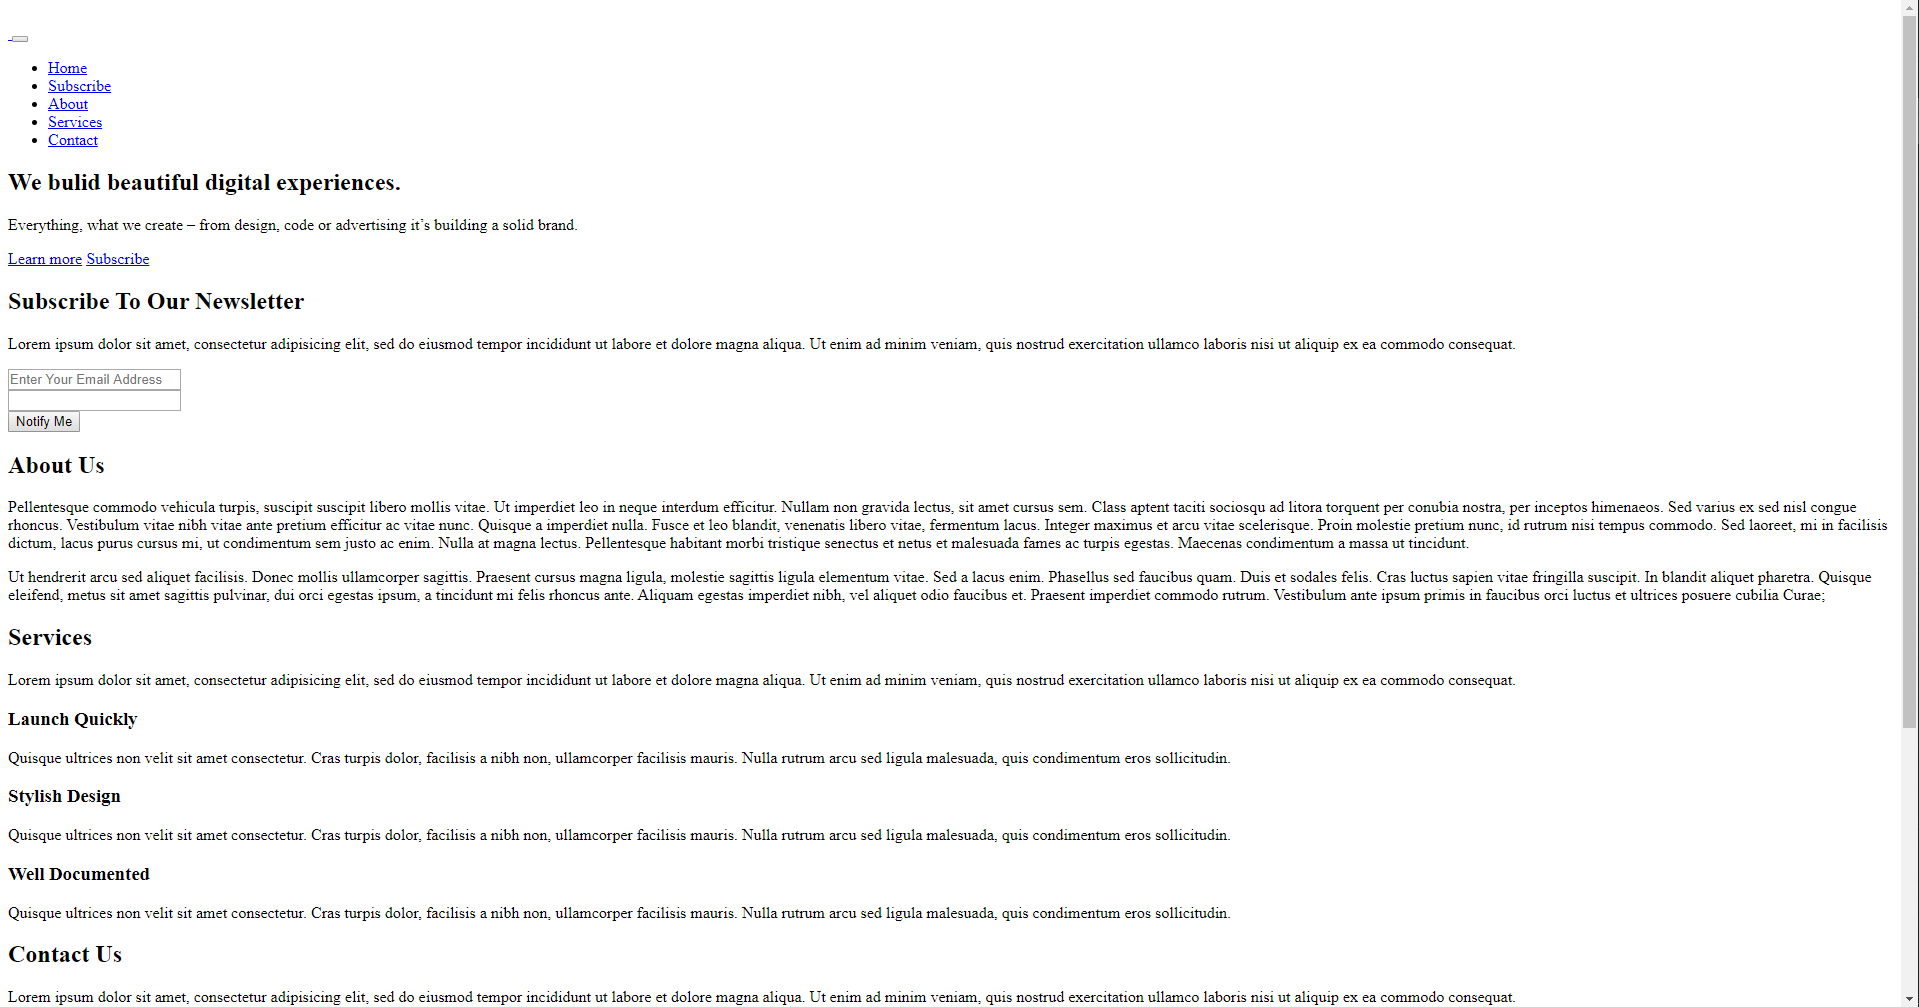 Home
Subscribe
About
Services
Contact
We bulid beautiful digital experiences.
Everything, what we create – from design, code or advertising it’s building a solid brand.
Learn more Subscribe
Subscribe To Our Newsletter
Lorem ipsum dolor sit amet, consectetur adipisicing elit, sed do eiusmod tempor incididunt ut labore et dolore magna aliqua. Ut enim ad minim veniam, quis nostrud exercitation ullamco laboris nisi ut aliquip ex ea commodo consequat.
Enter Your Email Address
Notify Me
About Us
Pellentesque commodo vehicula turpis, suscipit suscipit libero mollis vitae. Ut imperdiet leo in neque interdum efficitur. Nullam non gravida lectus, sit amet cursus sem. Class aptent taciti sociosqu ad litora torquent per conubia nostra, per inceptos himenaeos. Sed varius ex sed nisl congue
rhoncus. Vestibulum vitae nibh vitae ante pretium efficitur ac vitae nunc. Quisque a imperdiet nulla. Fusce et leo blandit, venenatis libero vitae, fermentum lacus. Integer maximus et arcu vitae scelerisque. Proin molestie pretium nunc, id rutrum nisi tempus commodo. Sed laoreet, mi in facilisis
dictum, lacus purus cursus mi, ut condimentum sem justo ac enim. Nulla at magna lectus. Pellentesque habitant morbi tristique senectus et netus et malesuada fames ac turpis egestas. Maecenas condimentum a massa ut tincidunt.
Ut hendrerit arcu sed aliquet facilisis. Donec mollis ullamcorper sagittis. Praesent cursus magna ligula, molestie sagittis ligula elementum vitae. Sed a lacus enim. Phasellus sed faucibus quam. Duis et sodales felis. Cras luctus sapien vitae fringilla suscipit. In blandit aliquet pharetra. Quisque
eleifend, metus sit amet sagittis pulvinar, dui orci egestas ipsum, a tincidunt mi felis rhoncus ante. Aliquam egestas imperdiet nibh, vel aliquet odio faucibus et. Praesent imperdiet commodo rutrum. Vestibulum ante ipsum primis in faucibus orci luctus et ultrices posuere cubilia Curae;
Services
Lorem ipsum dolor sit amet, consectetur adipisicing elit, sed do eiusmod tempor incididunt ut labore et dolore magna aliqua. Ut enim ad minim veniam, quis nostrud exercitation ullamco laboris nisi ut aliquip ex ea commodo consequat.
Launch Quickly
Quisque ultrices non velit sit amet consectetur. Cras turpis dolor, facilisis a nibh non, ullamcorper facilisis mauris. Nulla rutrum arcu sed ligula malesuada, quis condimentum eros sollicitudin.
Stylish Design
Quisque ultrices non velit sit amet consectetur. Cras turpis dolor, facilisis a nibh non, ullamcorper facilisis mauris. Nulla rutrum arcu sed ligula malesuada, quis condimentum eros sollicitudin.
Well Documented
Quisque ultrices non velit sit amet consectetur. Cras turpis dolor, facilisis a nibh non, ullamcorper facilisis mauris. Nulla rutrum arcu sed ligula malesuada, quis condimentum eros sollicitudin.
Contact Us
Lorem ipsum dolor sit amet, consectetur adipisicing elit, sed do eiusmod tempor incididunt ut labore et dolore magna aliqua. Ut enim ad minim veniam, quis nostrud exercitation ullamco laboris nisi ut aliquip ex ea commodo consequat.